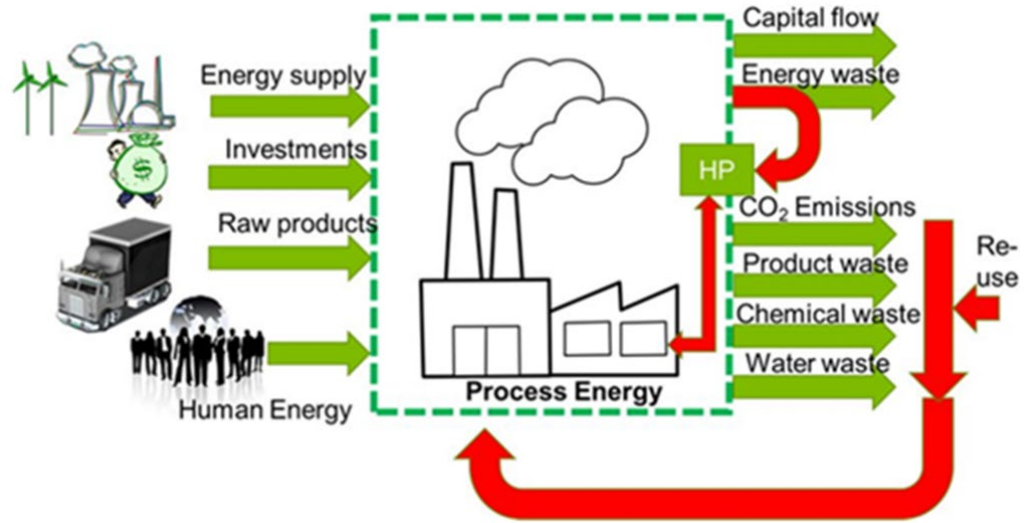 Capital flow
Energy supply
Energy waste
Investments
HP
Raw products
CO₂ Emissions
Product waste
Re-
use
Chemical waste
Water waste
Process Energy
Human Energy
$